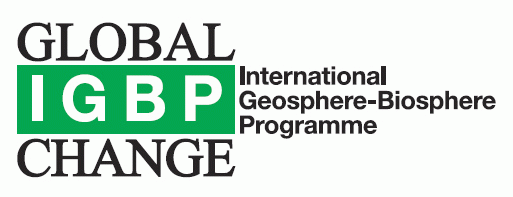 GLOBAL
IGBP
CHANGE
International
Geosphere-Biosphere
Programme